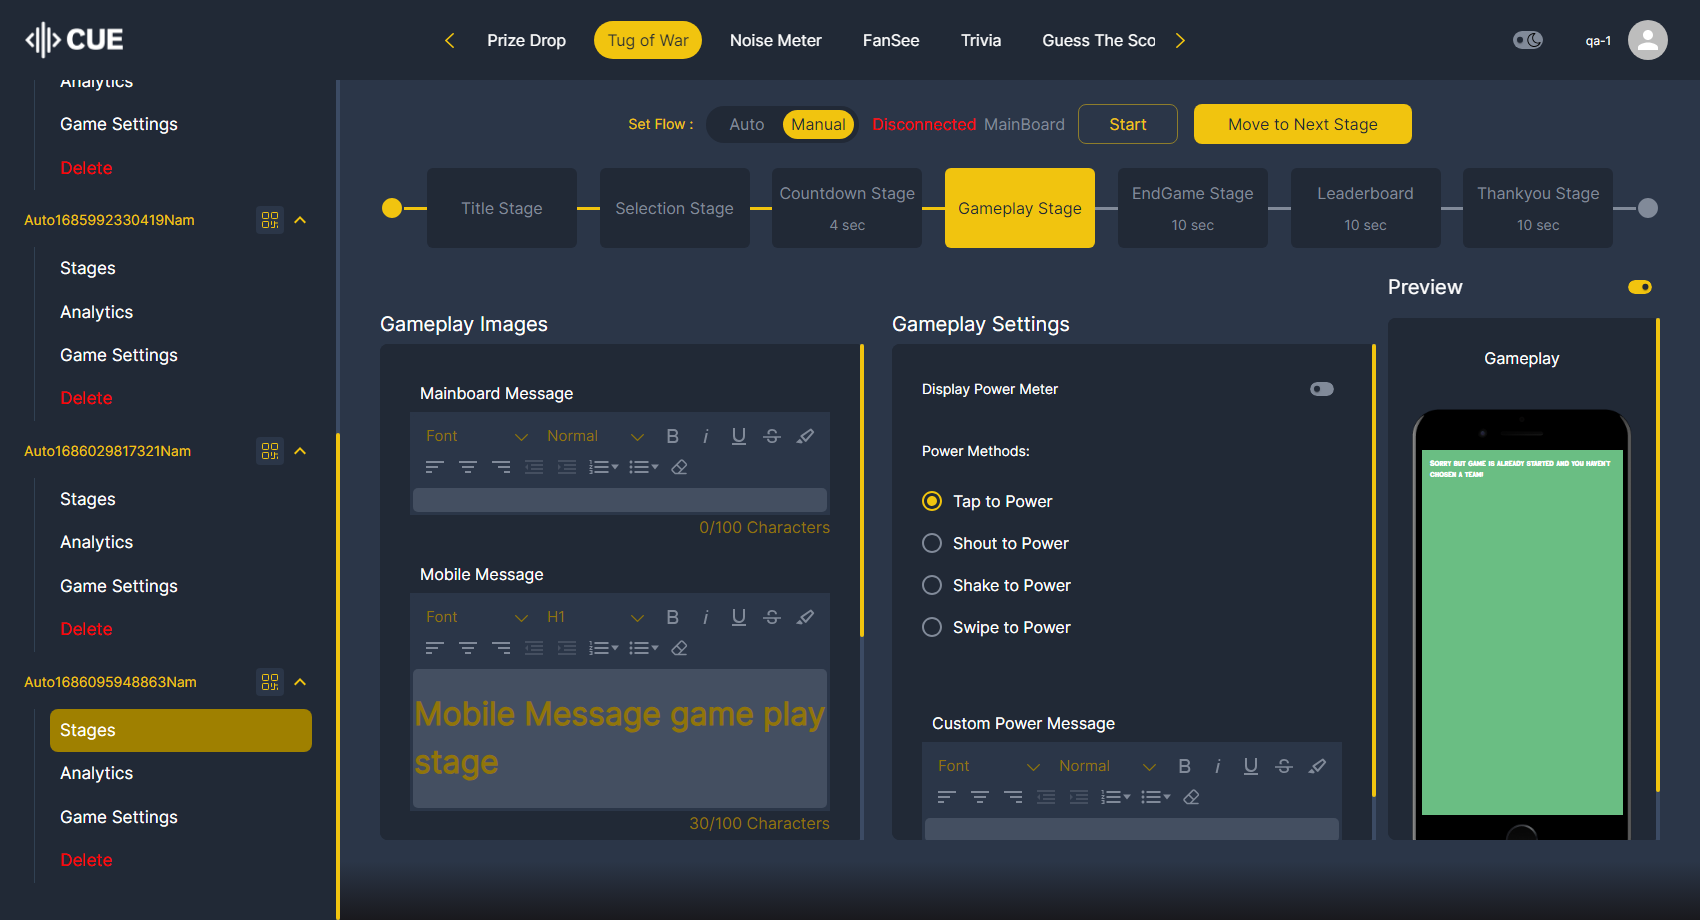 CUE
Prize Drop
Tug of War
Noise Meter
FanSee
Trivia
Guess The Sco
qa-1
Analytics
Game Settings
Delete
Auto1685992330419Nam
Stages
Analytics
Game Settings
Delete
Auto1686029817321Nam
Stages
Analytics
Game Settings
Delete
Auto1686095948863Nam
Stages
Analytics
Game Settings
Delete
Set Flow :
Auto
Manual
Disconnected MainBoard
Start
Move to Next Stage
Title Stage
Selection Stage
Countdown Stage
4 sec
Gameplay Stage
EndGame Stage
10 sec
Leaderboard
10 sec
Thankyou Stage
10 sec
Gameplay Images
Mainboard Message
Font
Normal
B i U S
0/100 Characters
Mobile Message
Font
H1
B i U S
Mobile Message game play
stage
30/100 Characters
Gameplay Settings
Display Power Meter
Power Methods:
Tap to Power
Shout to Power
Shake to Power
Swipe to Power
Custom Power Message
Font
Normal
B i U S
Preview
Gameplay
Sorry but game is already started and you haven't
chosen a team!